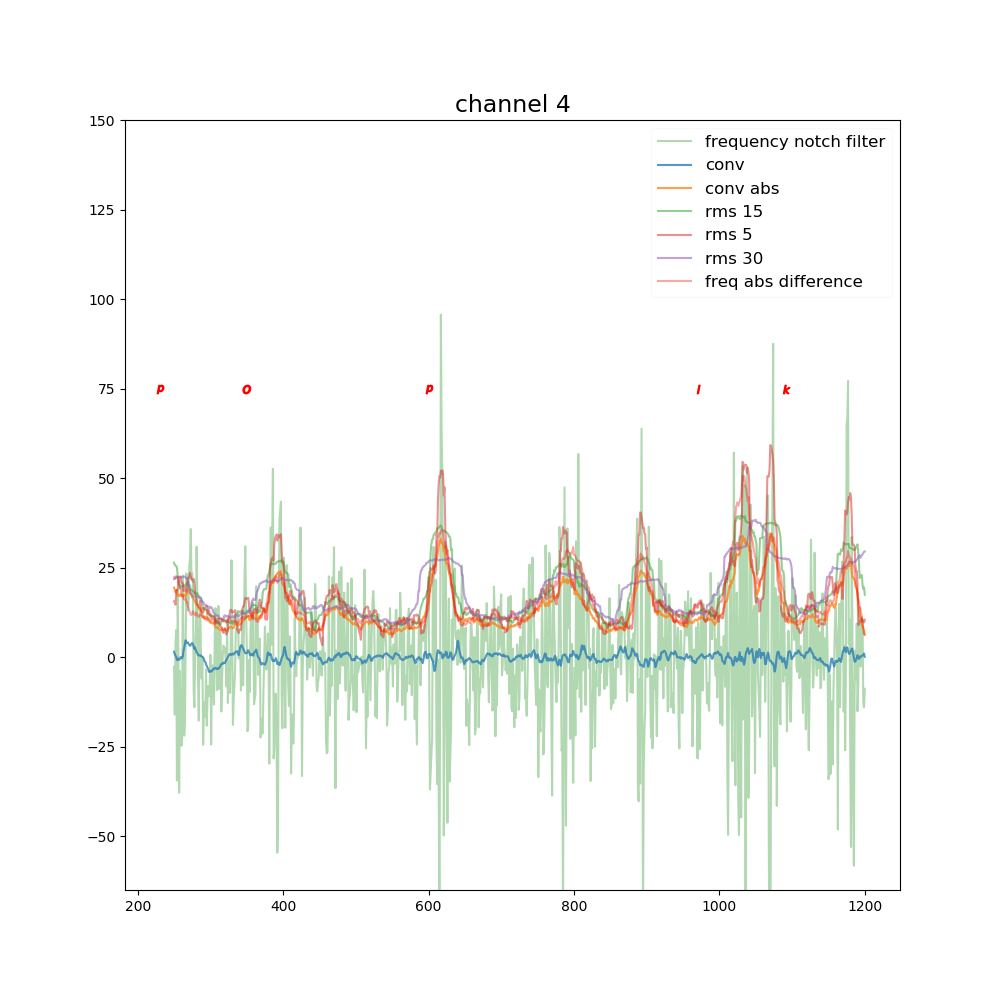 channel 4
150
125
100
75
50
25
0
−25
−50
frequency notch filter
conv
conv abs
rms 15
rms 5
rms 30
freq abs difference
p O p l k
200 400 600 800 1000 1200